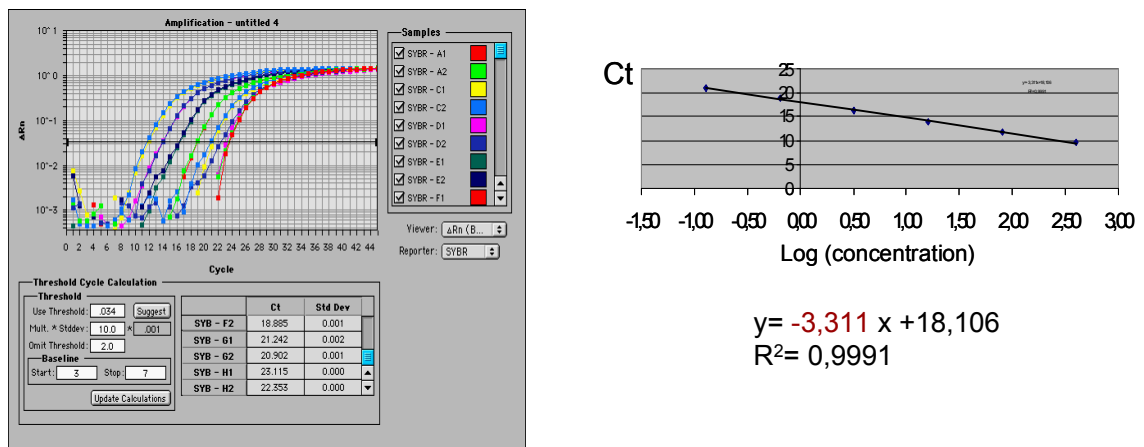 Amplification - untitled 4
10^1
10^0
10^-1
10^-2
10^-3
ΔRn
0 2 4 6 8 10 12 14 16 18 20 22 24 26 28 30 32 34 36 38 40 42 44
Cycle
Samples
SYBR - A1
SYBR - A2
SYBR - C1
SYBR - C2
SYBR - D1
SYBR - D2
SYBR - E1
SYBR - E2
SYBR - F1
Viewer: ΔRn (B...
Reporter: SYBR
Threshold Cycle Calculation
Threshold
Use Threshold: .034 Suggest
Mult. * Stddev: 10.0 * .001
Omit Threshold: 2.0
Baseline
Start: 3 Stop: 7
Update Calculations
Ct Std Dev
SYB - F2 18.885 0.001
SYB - G1 21.242 0.002
SYB - G2 20.902 0.001
SYB - H1 23.115 0.000
SYB - H2 22.353 0.000
Ct
25
20
15
10
5
0
-1,50 -1,00 -0,50 0,00 0,50 1,00 1,50 2,00 2,50 3,00
Log (concentration)
y= -3,311 x +18,106
R²= 0,9991